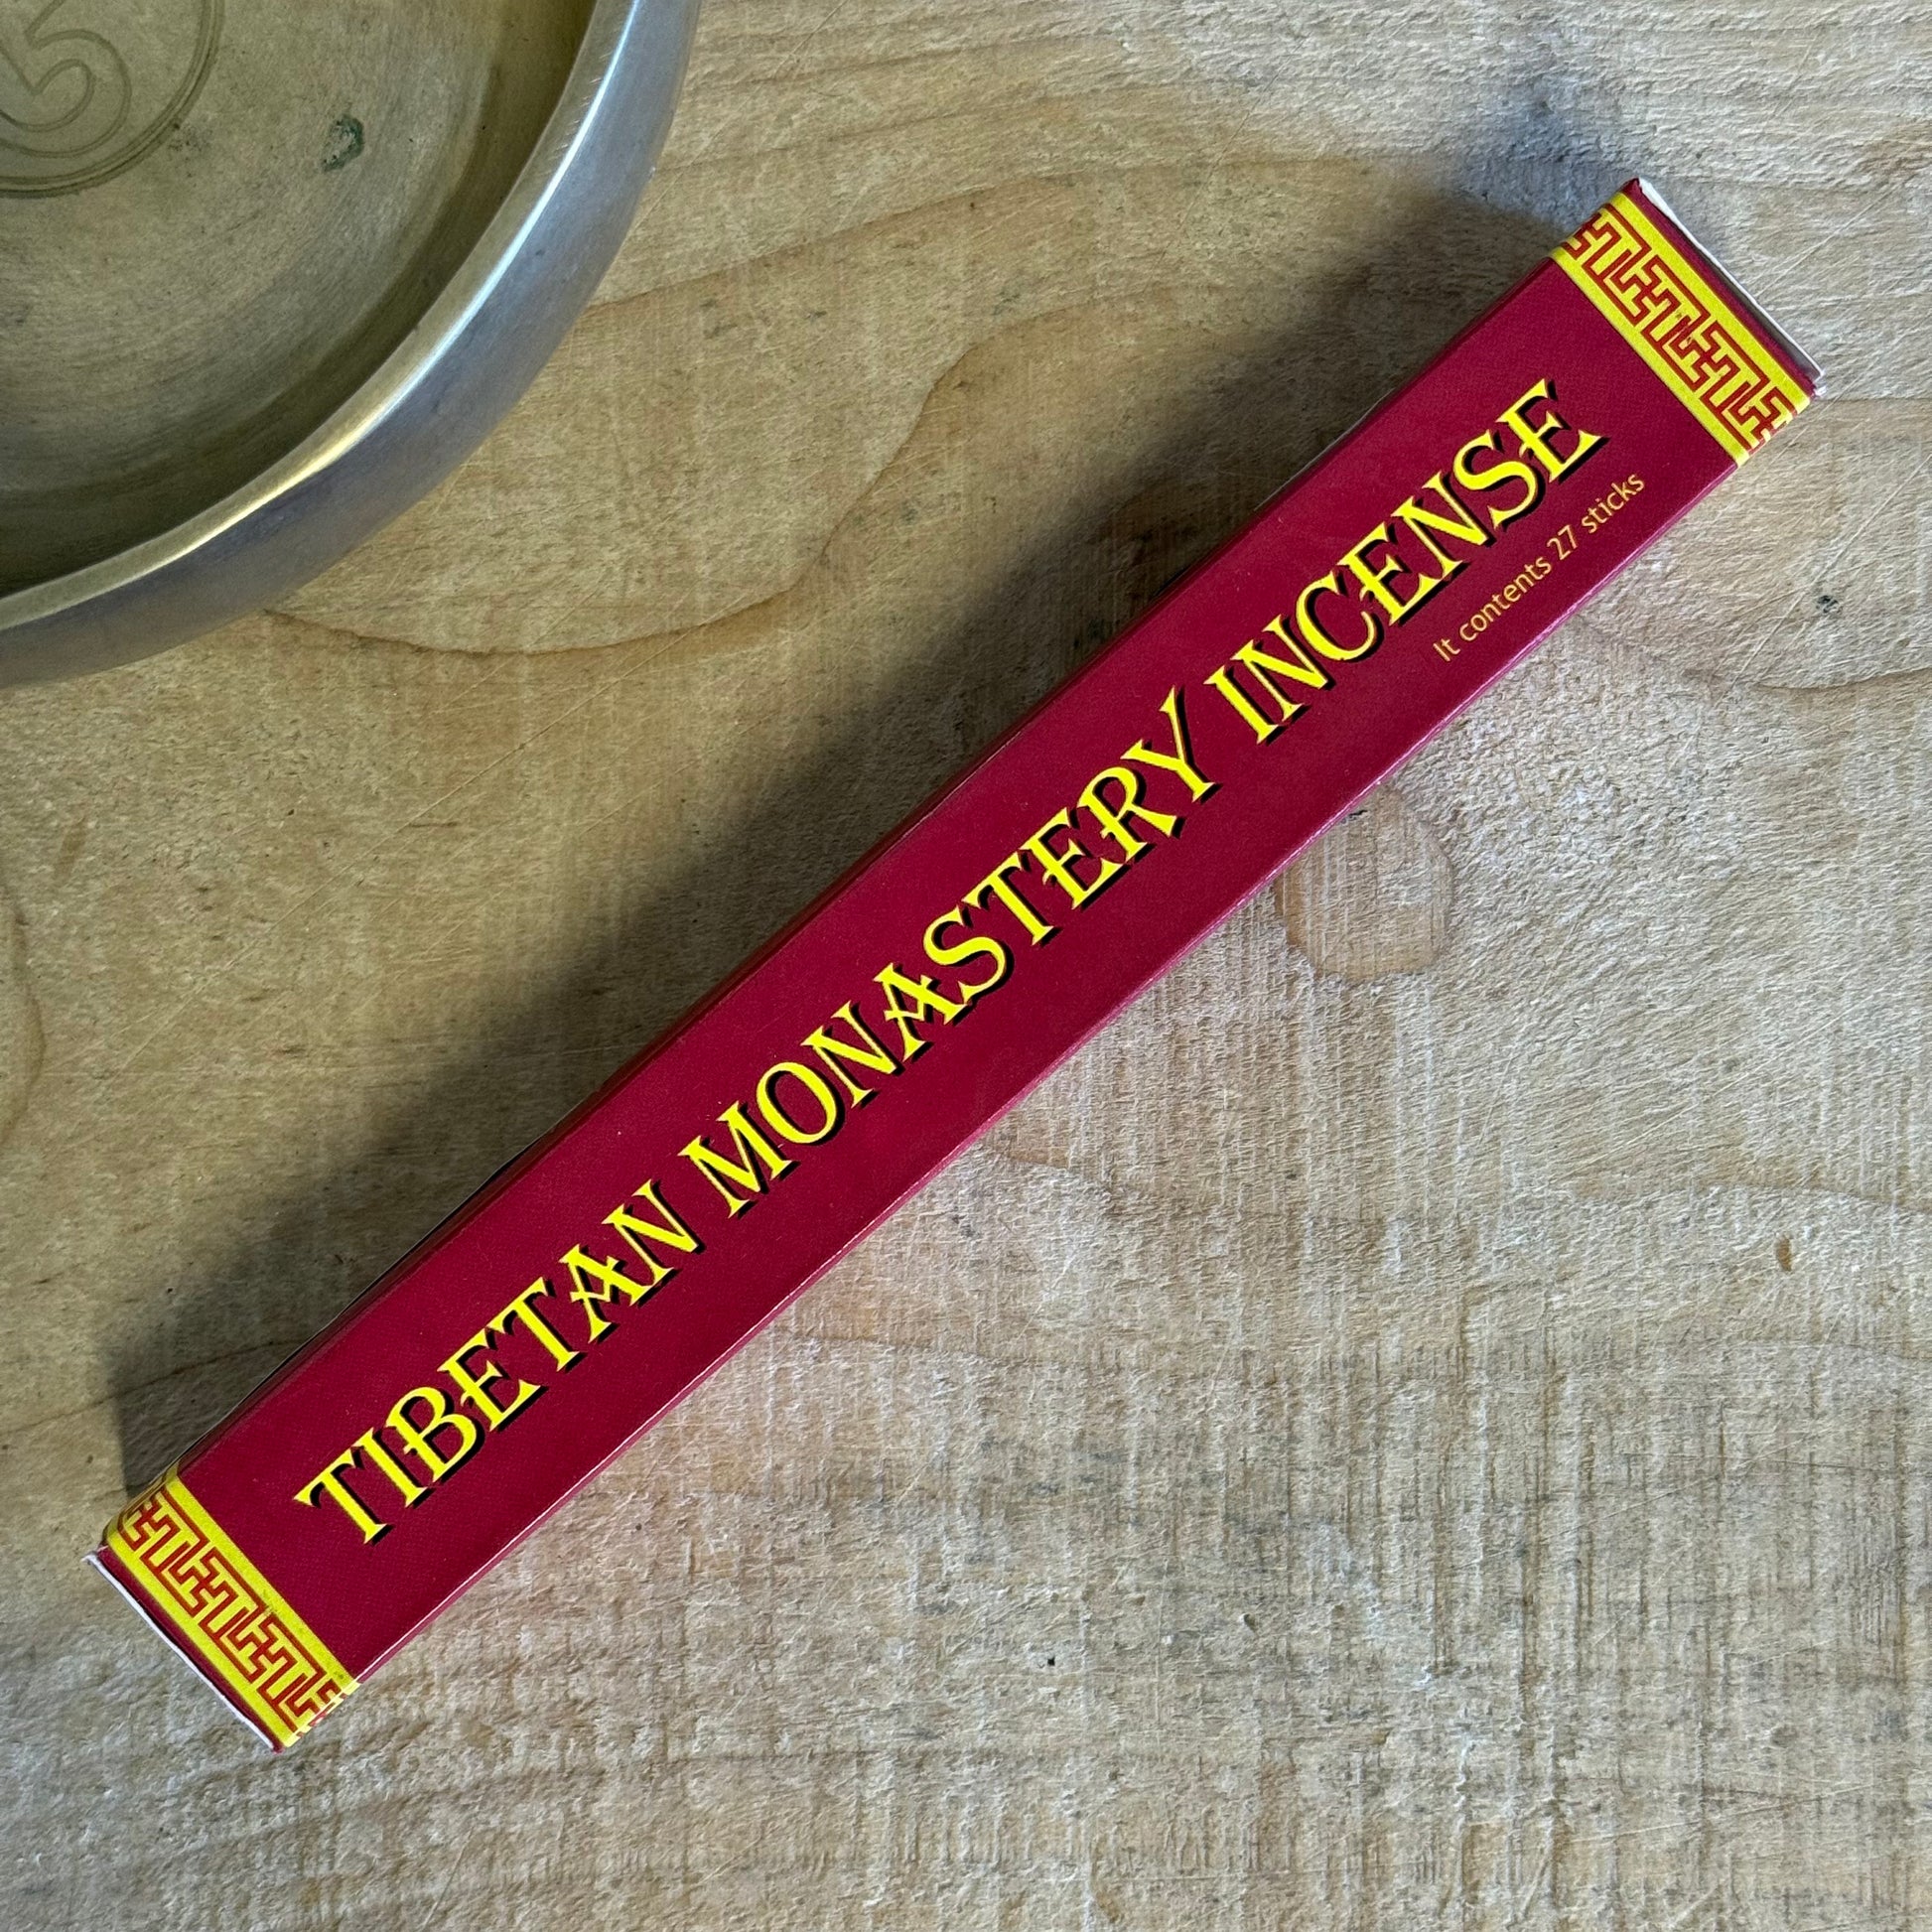 TIBETAN MONASTERY INCENSE
It contents 27 sticks